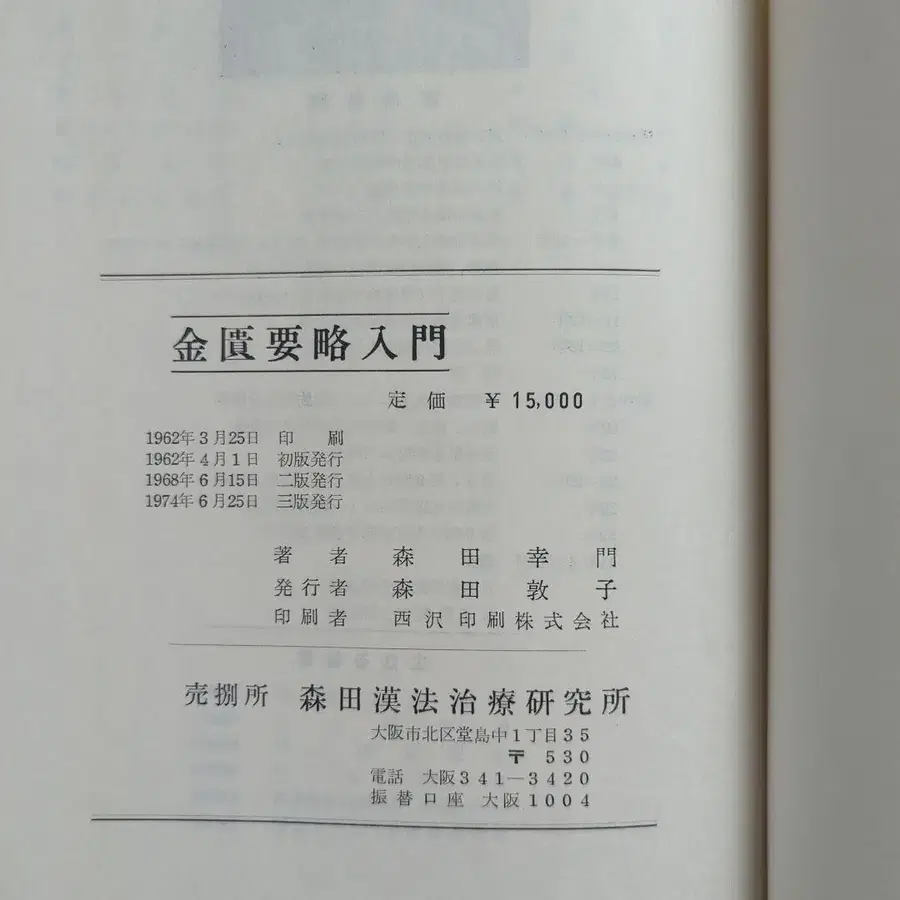 金匱要略入門
定価 ¥15,000
1962年3月25日 印刷
1962年4月1日 初版発行
1968年6月15日 二版発行
1974年6月25日 三版発行
著者 森田幸門
発行者 森田敦子
印刷者 西沢印刷株式会社
売捌所 森田漢法治療研究所
大阪市北区堂島中1丁目35
〒 530
電話 大阪341―3420
振替口座 大阪1004